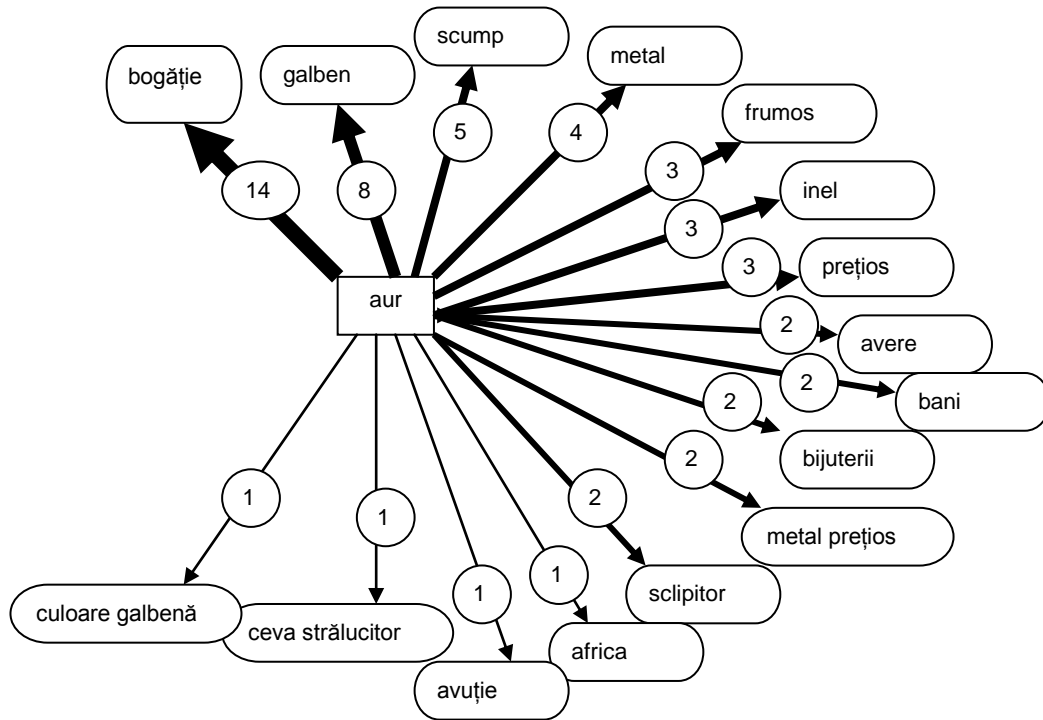 scump
metal
bogăție
galben
frumos
5
4
3
14
8
inel
3
prețios
3
aur
2
avere
2
bani
2
bijuterii
2
metal prețios
1
2
1
sclipitor
1
1
culoare galbenă
ceva strălucitor
africa
avuție